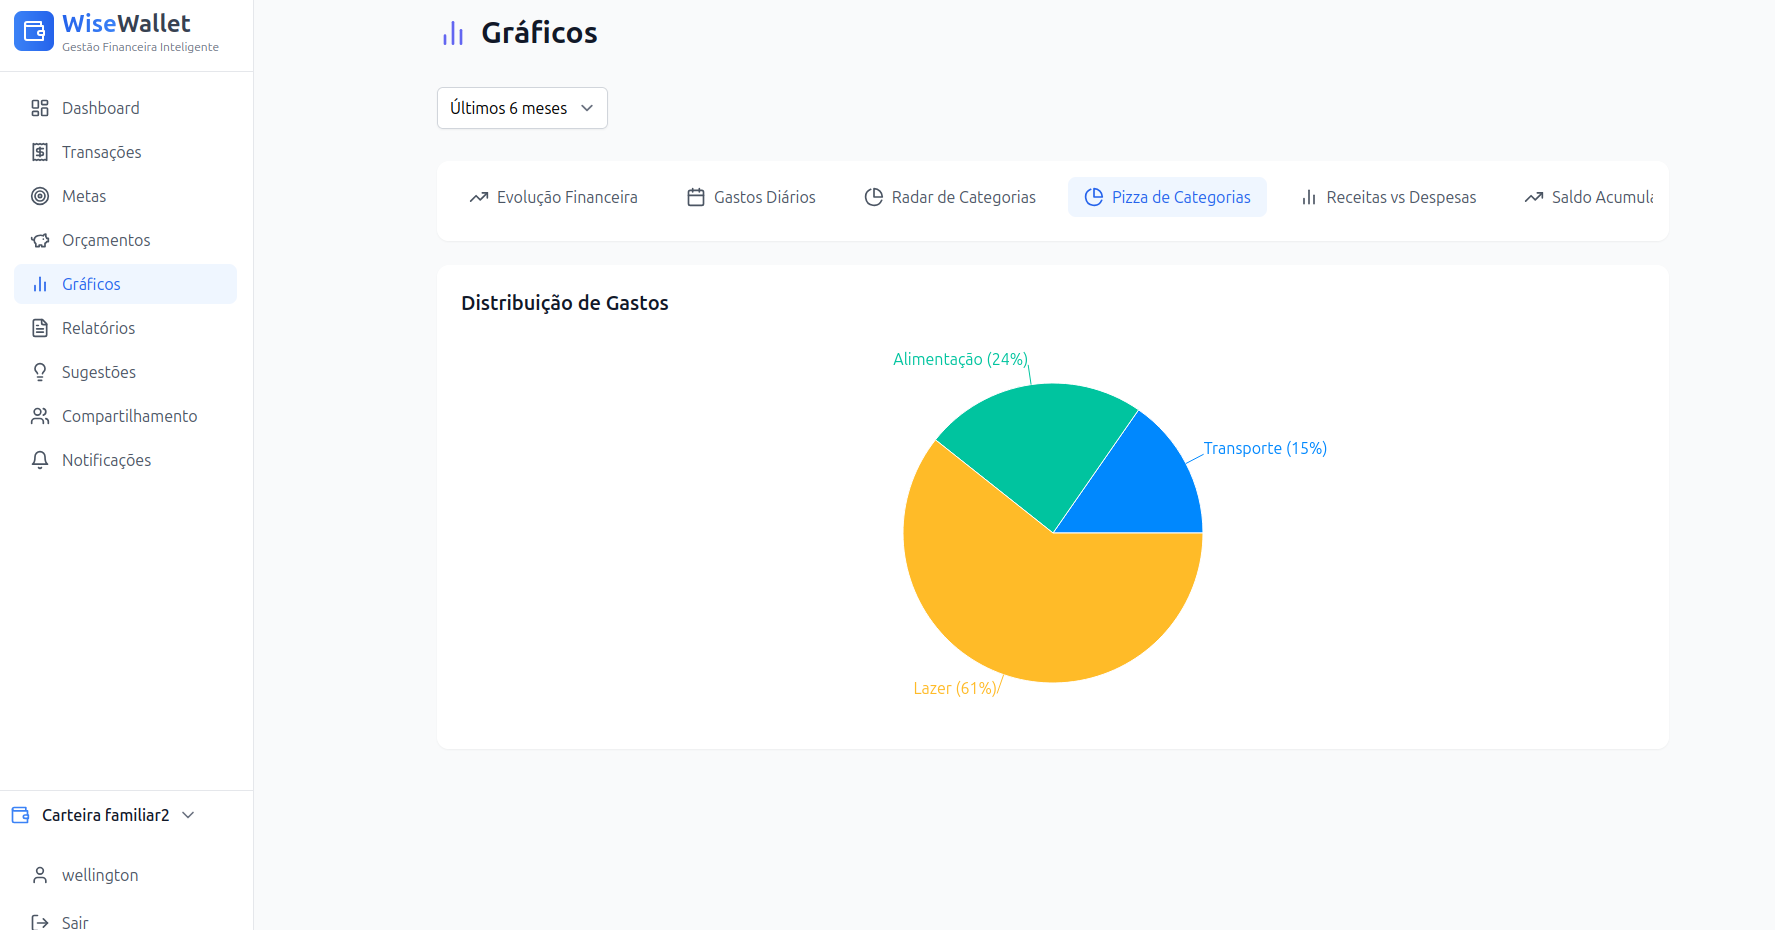 WiseWallet
Gestão Financeira Inteligente
Dashboard
Transações
Metas
Orçamentos
Gráficos
Relatórios
Sugestões
Compartilhamento
Notificações
Carteira familiar2
wellington
Sair
Gráficos
Últimos 6 meses
Evolução Financeira
Gastos Diários
Radar de Categorias
Pizza de Categorias
Receitas vs Despesas
Saldo Acumula
Distribuição de Gastos
Alimentação (24%)
Transporte (15%)
Lazer (61%)